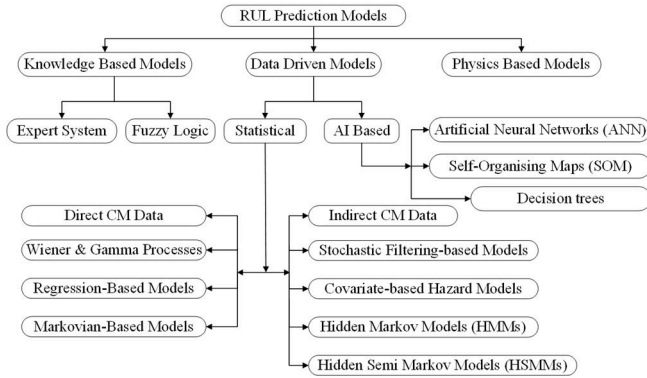 RUL Prediction Models
Knowledge Based Models
Data Driven Models
Physics Based Models
Expert System
Fuzzy Logic
Statistical
AI Based
Artificial Neural Networks (ANN)
Self-Organising Maps (SOM)
Decision trees
Direct CM Data
Wiener & Gamma Processes
Regression-Based Models
Markovian-Based Models
Indirect CM Data
Stochastic Filtering-based Models
Covariate-based Hazard Models
Hidden Markov Models (HMMs)
Hidden Semi Markov Models (HSMMs)